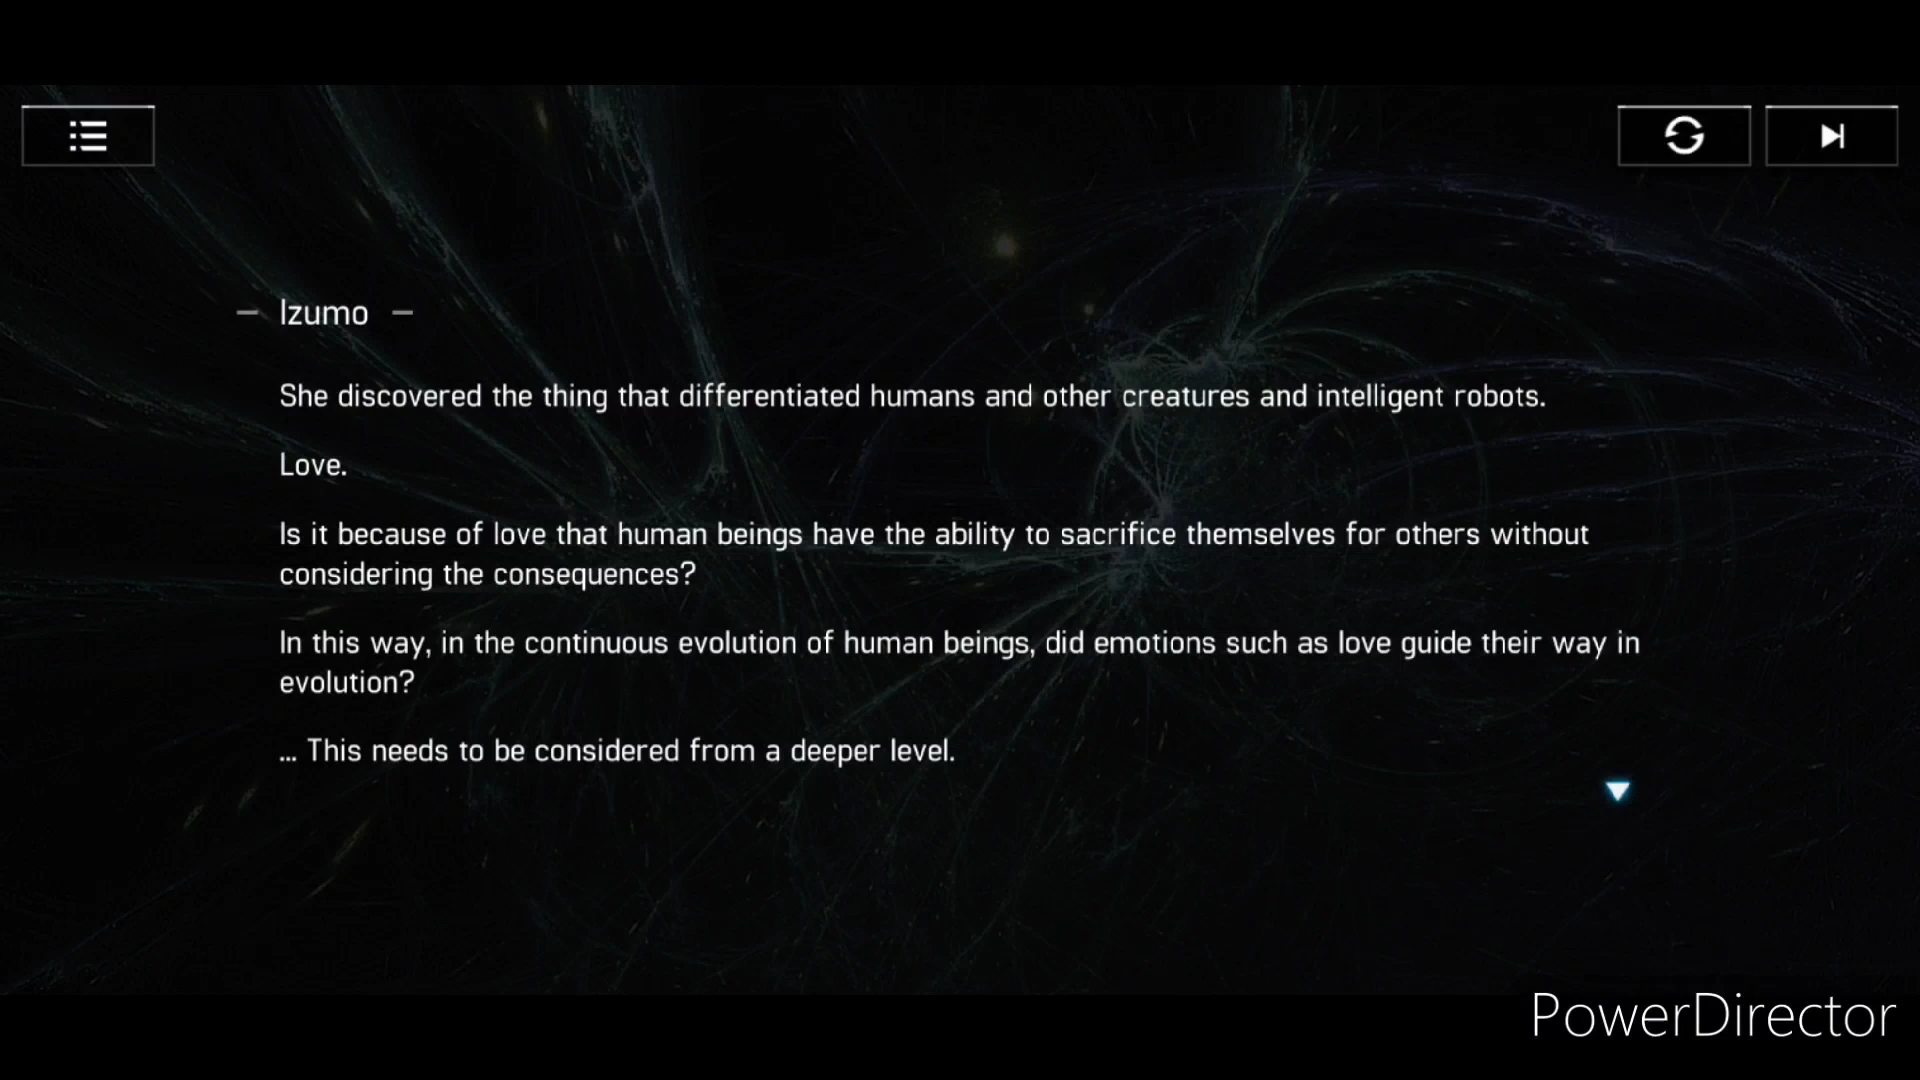 — Izumo —
She discovered the thing that differentiated humans and other creatures and intelligent robots.
Love.
Is it because of love that human beings have the ability to sacrifice themselves for others without
considering the consequences?
In this way, in the continuous evolution of human beings, did emotions such as love guide their way in
evolution?
... This needs to be considered from a deeper level.
PowerDirector